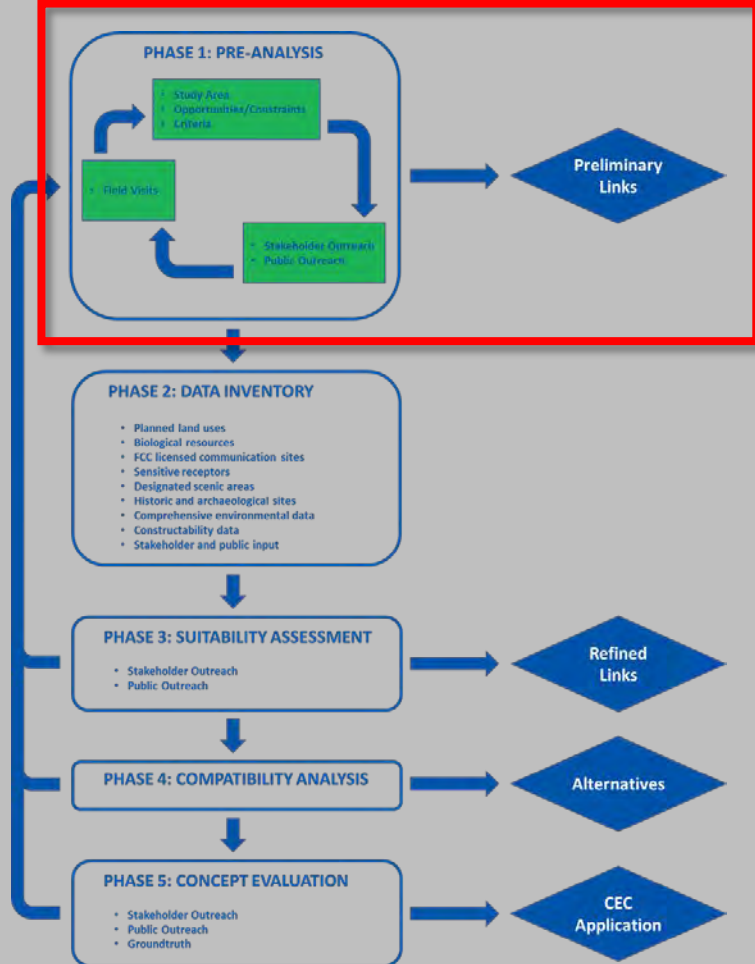 PHASE 1: PRE-ANALYSIS
• Study Area
• Opportunities/Constraints
• Criteria
• Field Visits
• Stakeholder Outreach
• Public Outreach
Preliminary
Links
PHASE 2: DATA INVENTORY
• Planned land uses
• Biological resources
• FCC licensed communication sites
• Sensitive receptors
• Designated scenic areas
• Historic and archaeological sites
• Comprehensive environmental data
• Constructability data
• Stakeholder and public input
PHASE 3: SUITABILITY ASSESSMENT
• Stakeholder Outreach
• Public Outreach
Refined
Links
PHASE 4: COMPATIBILITY ANALYSIS
Alternatives
PHASE 5: CONCEPT EVALUATION
• Stakeholder Outreach
• Public Outreach
• Groundtruth
CEC
Application